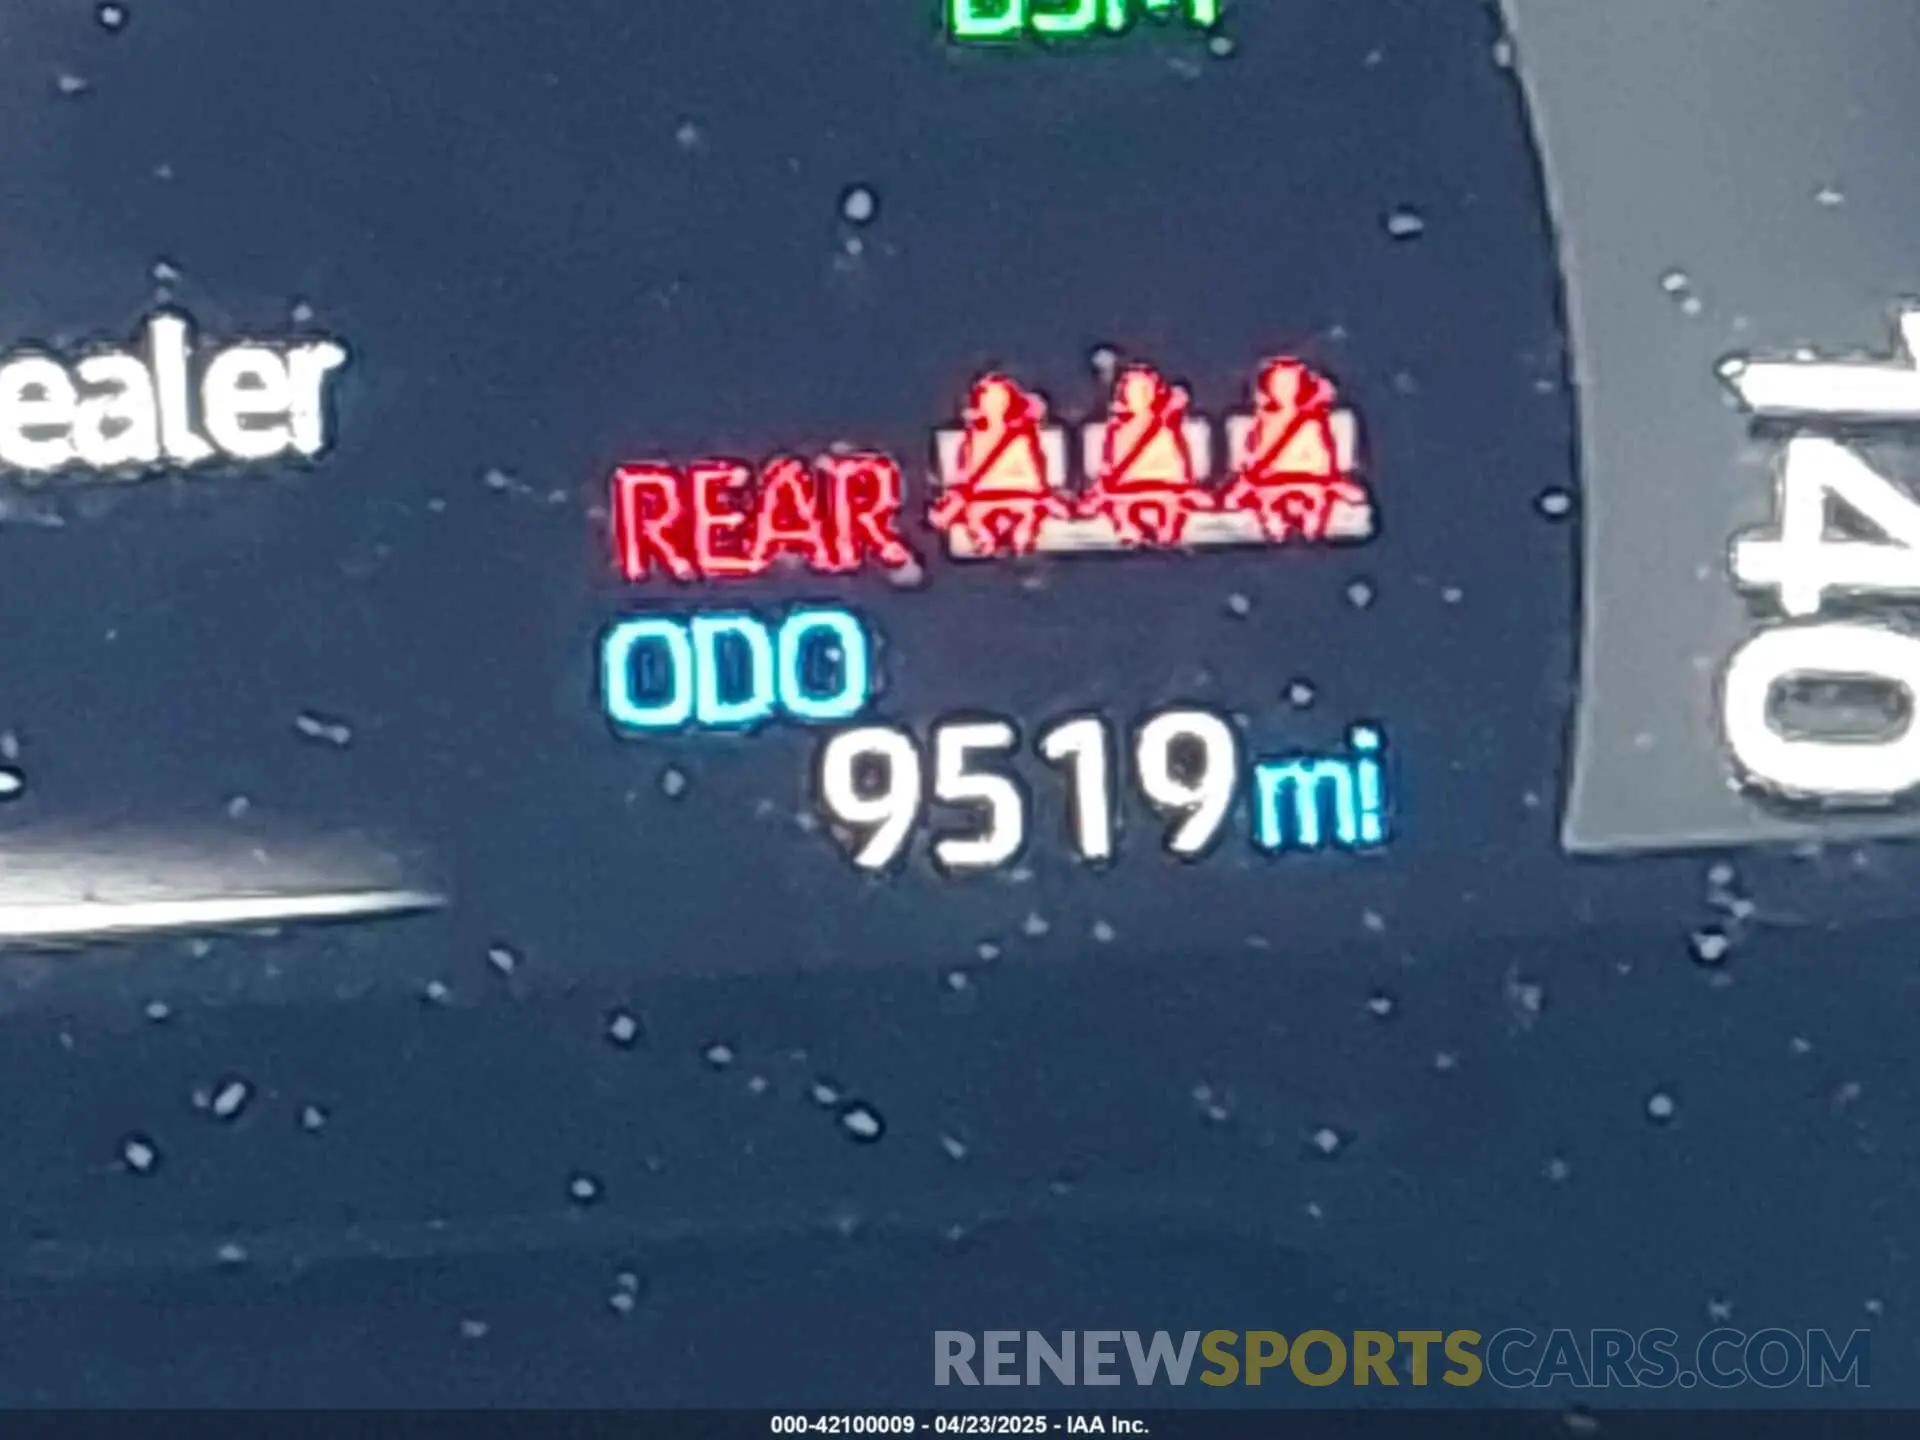 BSM
ealer
REAR
ODO
9519 mi
140
RENEWSPORTSCARS.COM
000-42100009 - 04/23/2025 - IAA Inc.